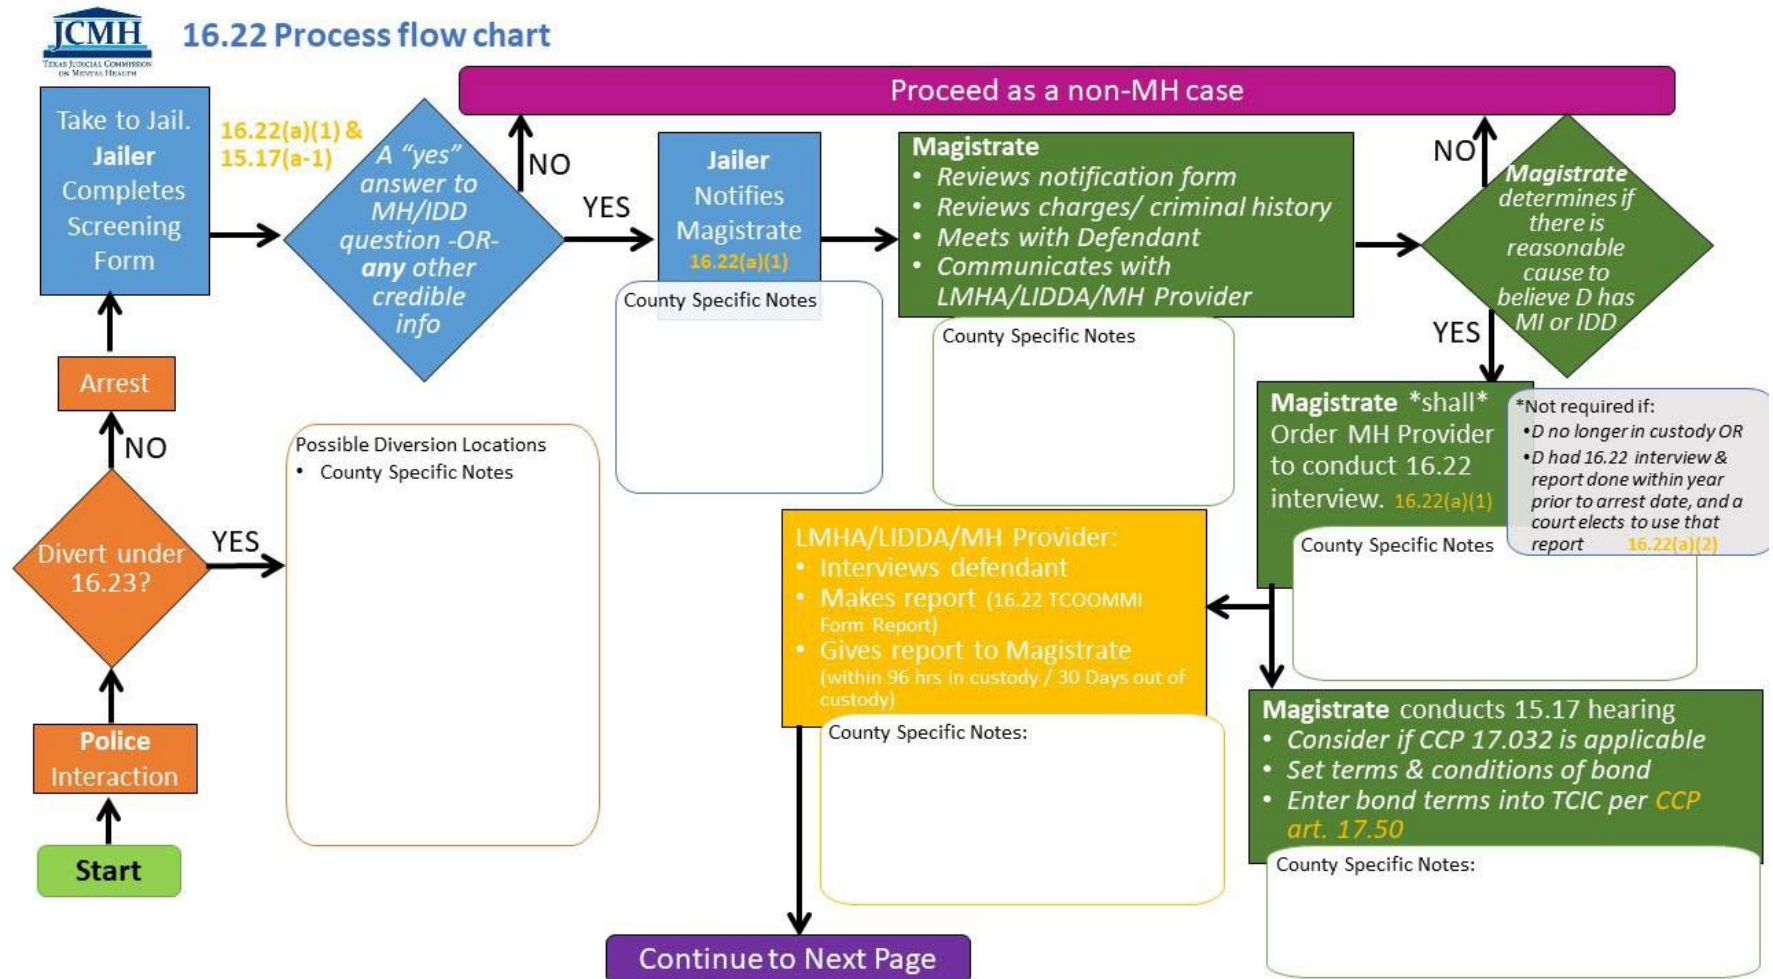 JCMH
TEXAS JUDICIAL COMMISSION
ON MENTAL HEALTH
16.22 Process flow chart
Proceed as a non-MH case
Take to Jail.
Jailer
Completes
Screening
Form
16.22(a)(1) &
15.17(a-1)
A “yes”
answer to
MH/IDD
question -OR-
any other
credible
info
NO
YES
Jailer
Notifies
Magistrate
16.22(a)(1)
County Specific Notes
Magistrate
• Reviews notification form
• Reviews charges/ criminal history
• Meets with Defendant
• Communicates with
LMHA/LIDDA/MH Provider
County Specific Notes
NO
Magistrate
determines if
there is
reasonable
cause to
believe D has
MI or IDD
YES
Arrest
NO
Divert under
16.23?
YES
Possible Diversion Locations
• County Specific Notes
Police
Interaction
Start
Magistrate *shall*
Order MH Provider
to conduct 16.22
interview. 16.22(a)(1)
*Not required if:
•D no longer in custody OR
•D had 16.22 interview &
report done within year
prior to arrest date, and a
court elects to use that
report 16.22(a)(2)
County Specific Notes
LMHA/LIDDA/MH Provider:
• Interviews defendant
• Makes report (16.22 TCOOMMI
Form Report)
• Gives report to Magistrate
(within 96 hrs in custody / 30 Days out of
custody)
County Specific Notes:
Magistrate conducts 15.17 hearing
• Consider if CCP 17.032 is applicable
• Set terms & conditions of bond
• Enter bond terms into TCIC per CCP
art. 17.50
County Specific Notes:
Continue to Next Page